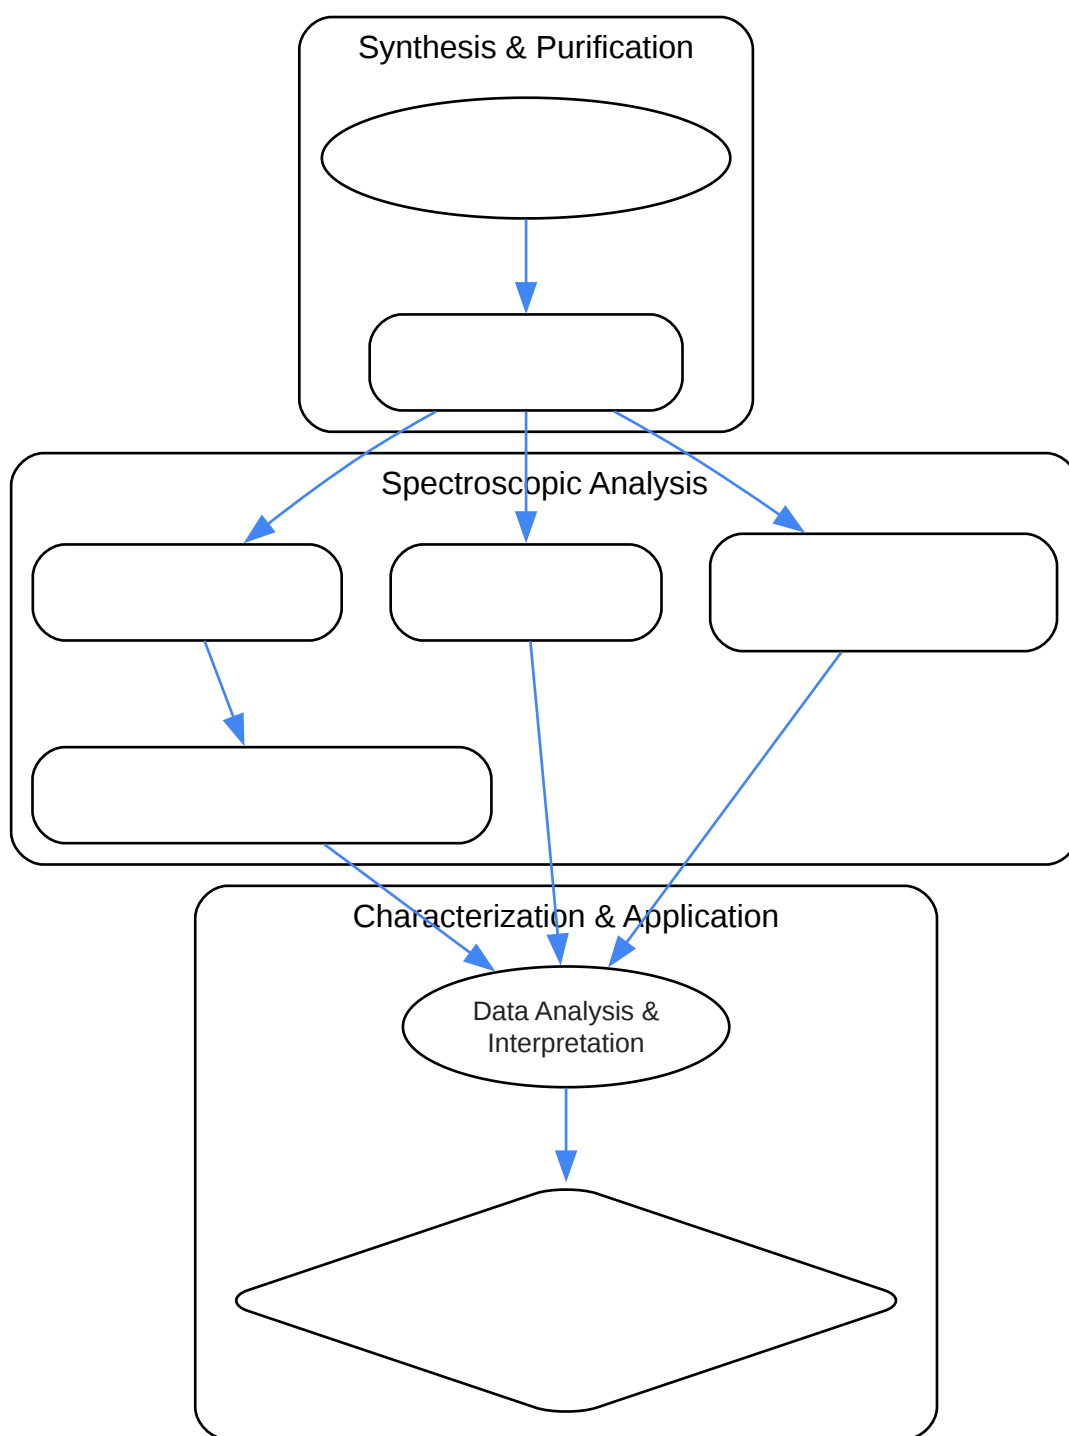 Synthesis & Purification
Spectroscopic Analysis
Characterization & Application
Data Analysis &
Interpretation